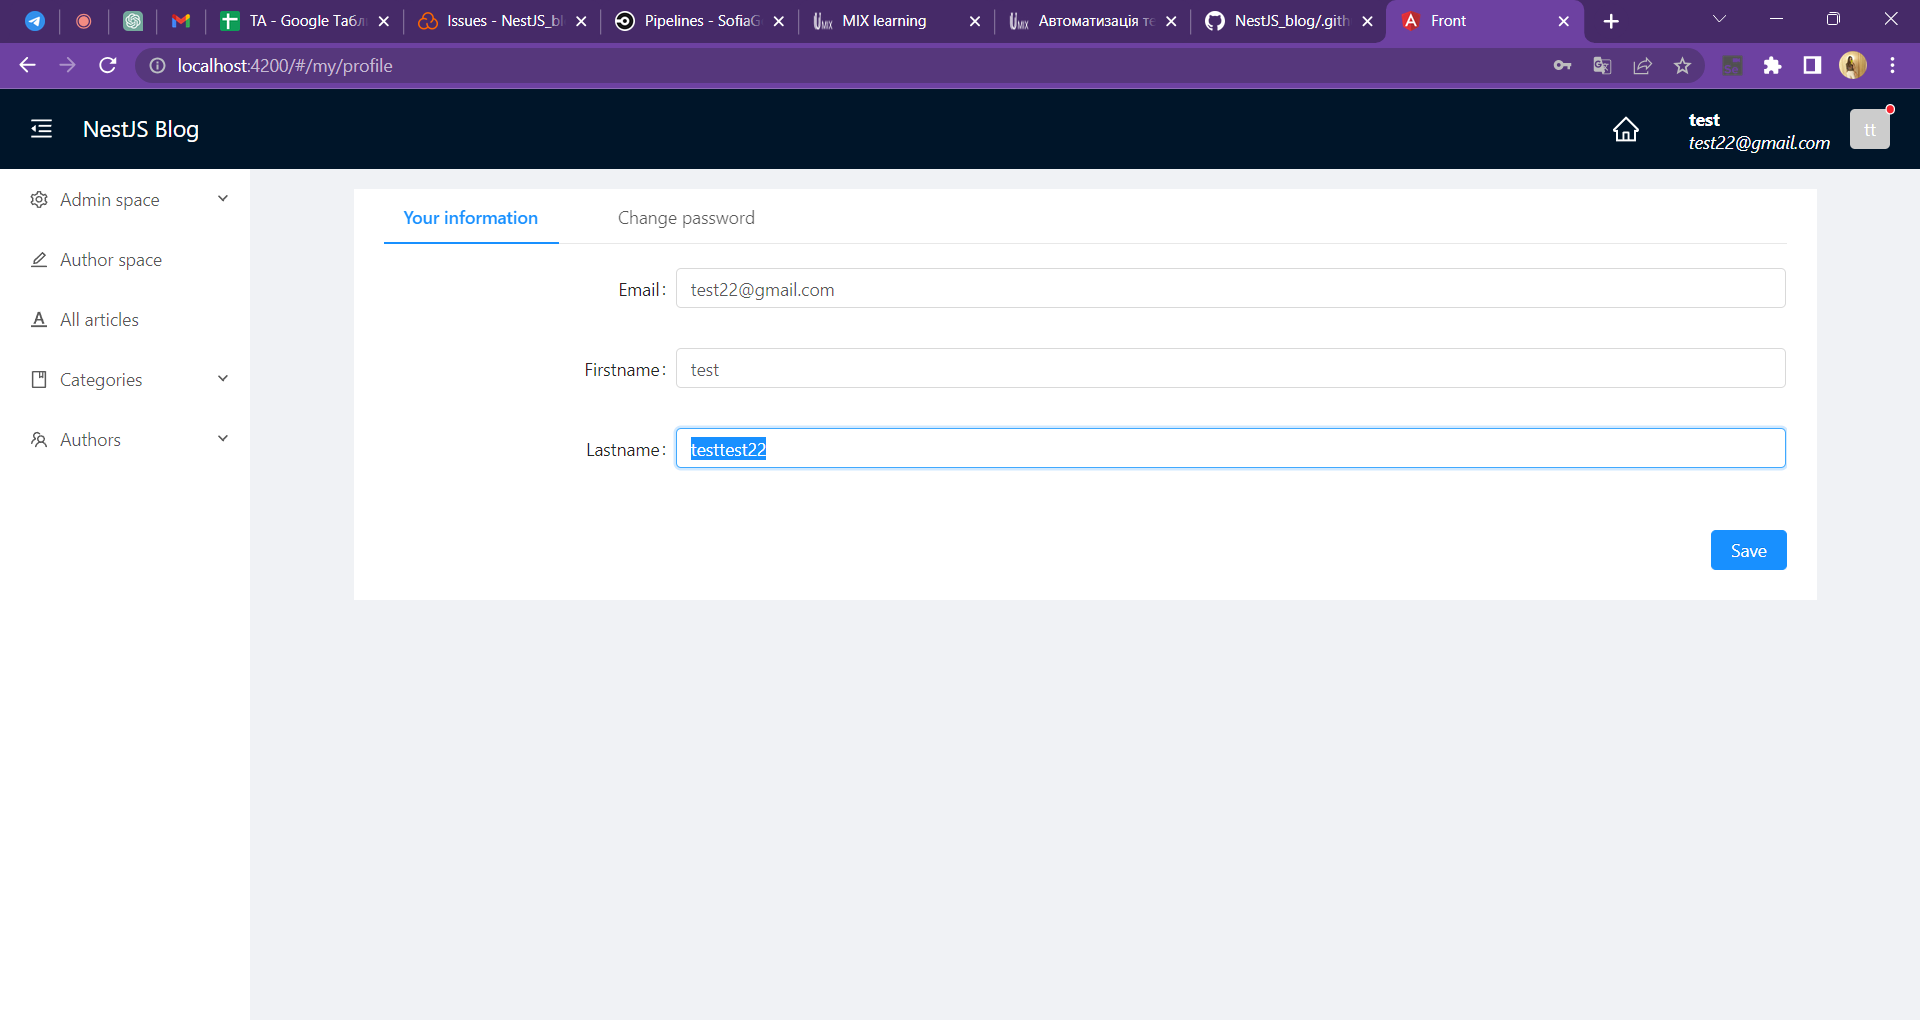 TA - Google Табл
Issues - NestJS_bl
Pipelines - SofiaG
MIX learning
Автоматизація те
NestJS_blog/.gith
Front
localhost:4200/#/my/profile
NestJS Blog
test
test22@gmail.com
tt
Admin space
Author space
All articles
Categories
Authors
Your information
Change password
Email:
test22@gmail.com
Firstname:
test
Lastname:
testtest22
Save